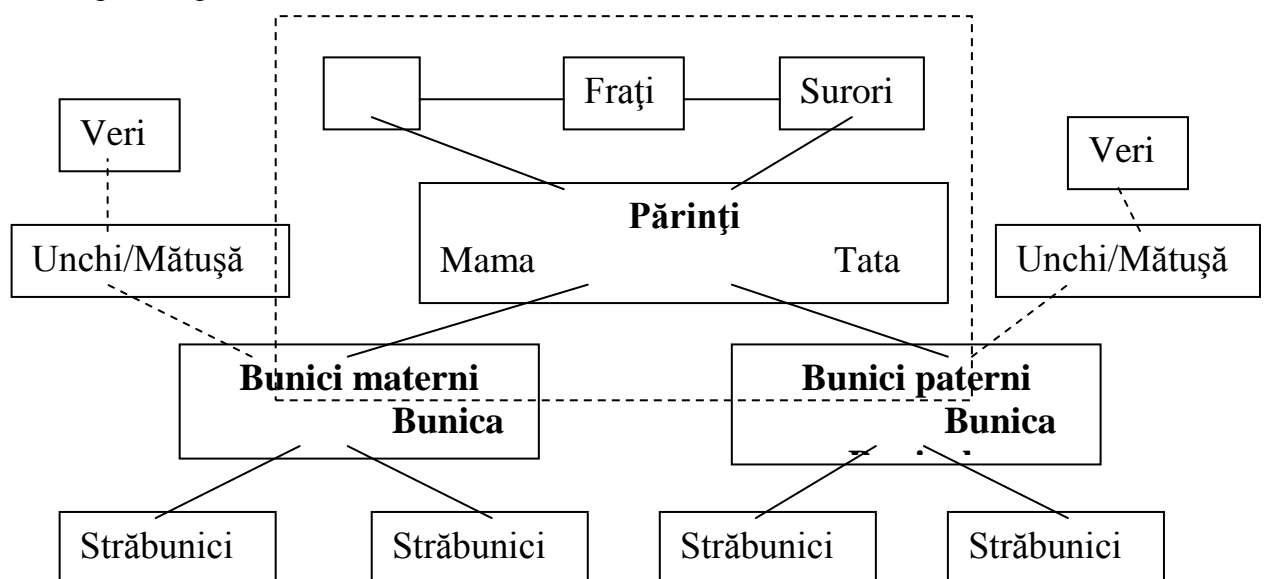 Fraţi
Surori
Veri
Veri
Părinţi
Mama Tata
Unchi/Mătuşă
Unchi/Mătuşă
Bunici materni
Bunica
Bunici paterni
Bunica
Străbunici
Străbunici
Străbunici
Străbunici